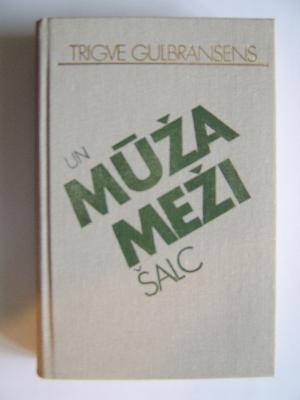 TRIGVE GULBRANSENS
UN
MŪŽA
MEŽI
ŠALC